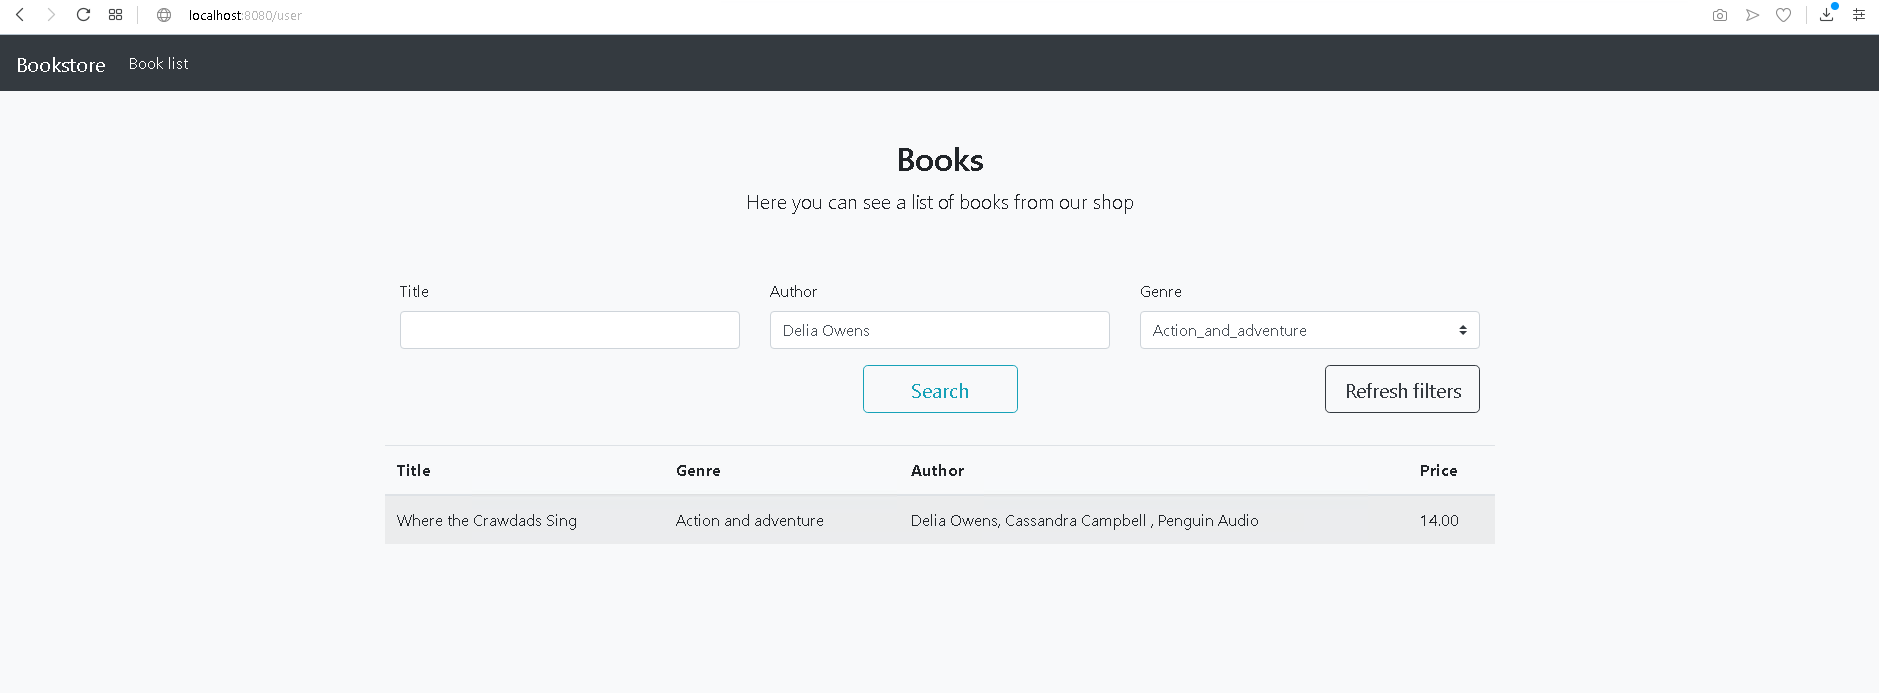 localhost:8080/user
Bookstore Book list
Books
Here you can see a list of books from our shop
Title Author Genre
Delia Owens Action_and_adventure
Search Refresh filters
Title Genre Author Price
Where the Crawdads Sing Action and adventure Delia Owens, Cassandra Campbell , Penguin Audio 14.00